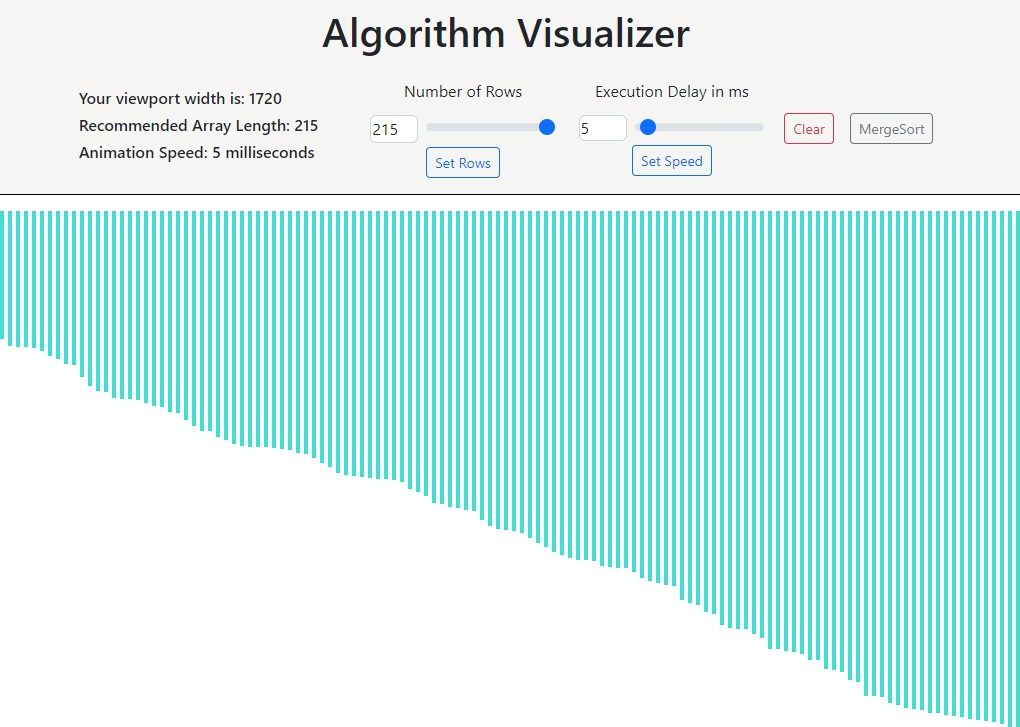 Algorithm Visualizer
Your viewport width is: 1720
Recommended Array Length: 215
Animation Speed: 5 milliseconds
Number of Rows
215
Set Rows
Execution Delay in ms
5
Set Speed
Clear
MergeSort